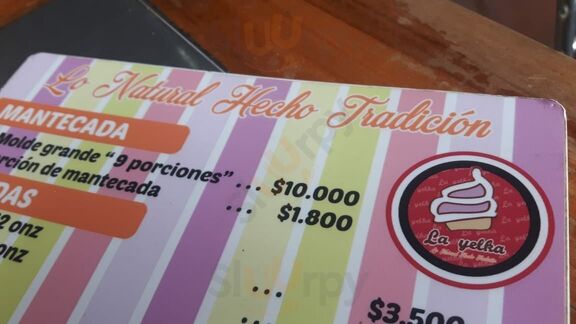 Lo Natural Hecho Tradición
MANTECADA
Molde grande "9 porciones" ... $10.000
rción de mantecada ... $1.800
DAS
2 onz
onz ...
$3.500
La yelka